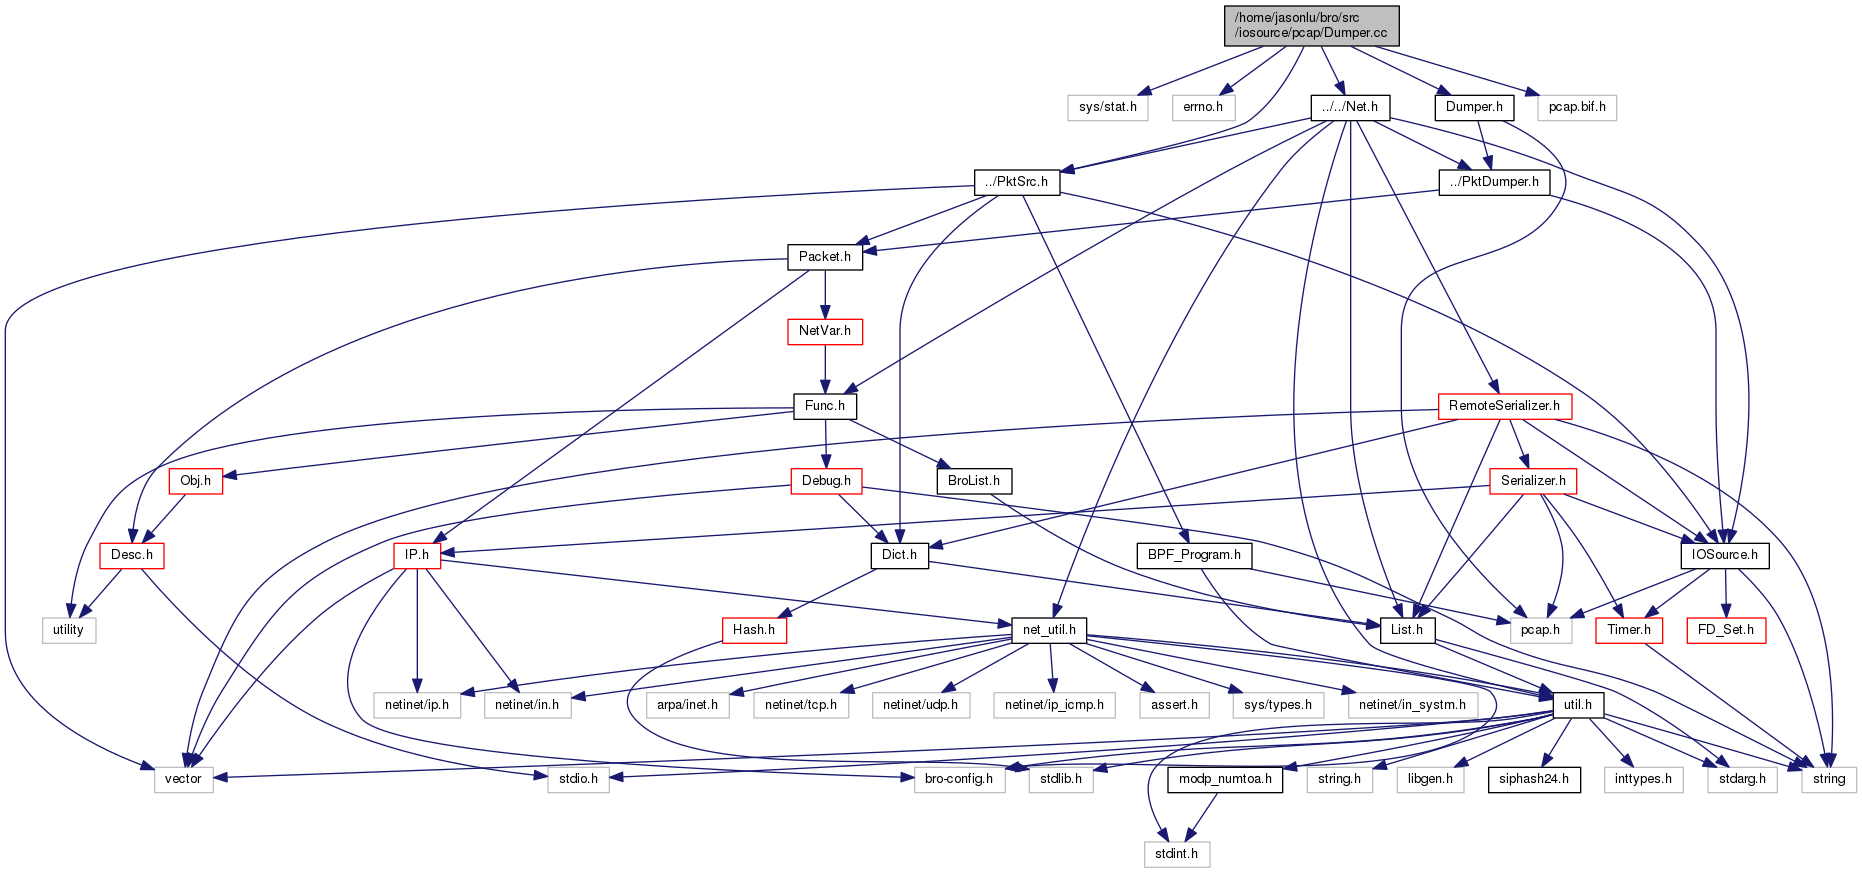 /home/jasonlu/bro/src
/iosource/pcap/Dumper.cc
sys/stat.h
errno.h
../../Net.h
Dumper.h
pcap.bif.h
../PktSrc.h
../PktDumper.h
Packet.h
NetVar.h
Func.h
RemoteSerializer.h
Obj.h
Debug.h
BroList.h
Serializer.h
Desc.h
IP.h
Dict.h
BPF_Program.h
IOSource.h
utility
Hash.h
net_util.h
List.h
pcap.h
Timer.h
FD_Set.h
netinet/ip.h
netinet/in.h
arpa/inet.h
netinet/tcp.h
netinet/udp.h
netinet/ip_icmp.h
assert.h
sys/types.h
netinet/in_systm.h
util.h
vector
stdio.h
bro-config.h
stdlib.h
modp_numtoa.h
string.h
libgen.h
siphash24.h
inttypes.h
stdarg.h
string
stdint.h